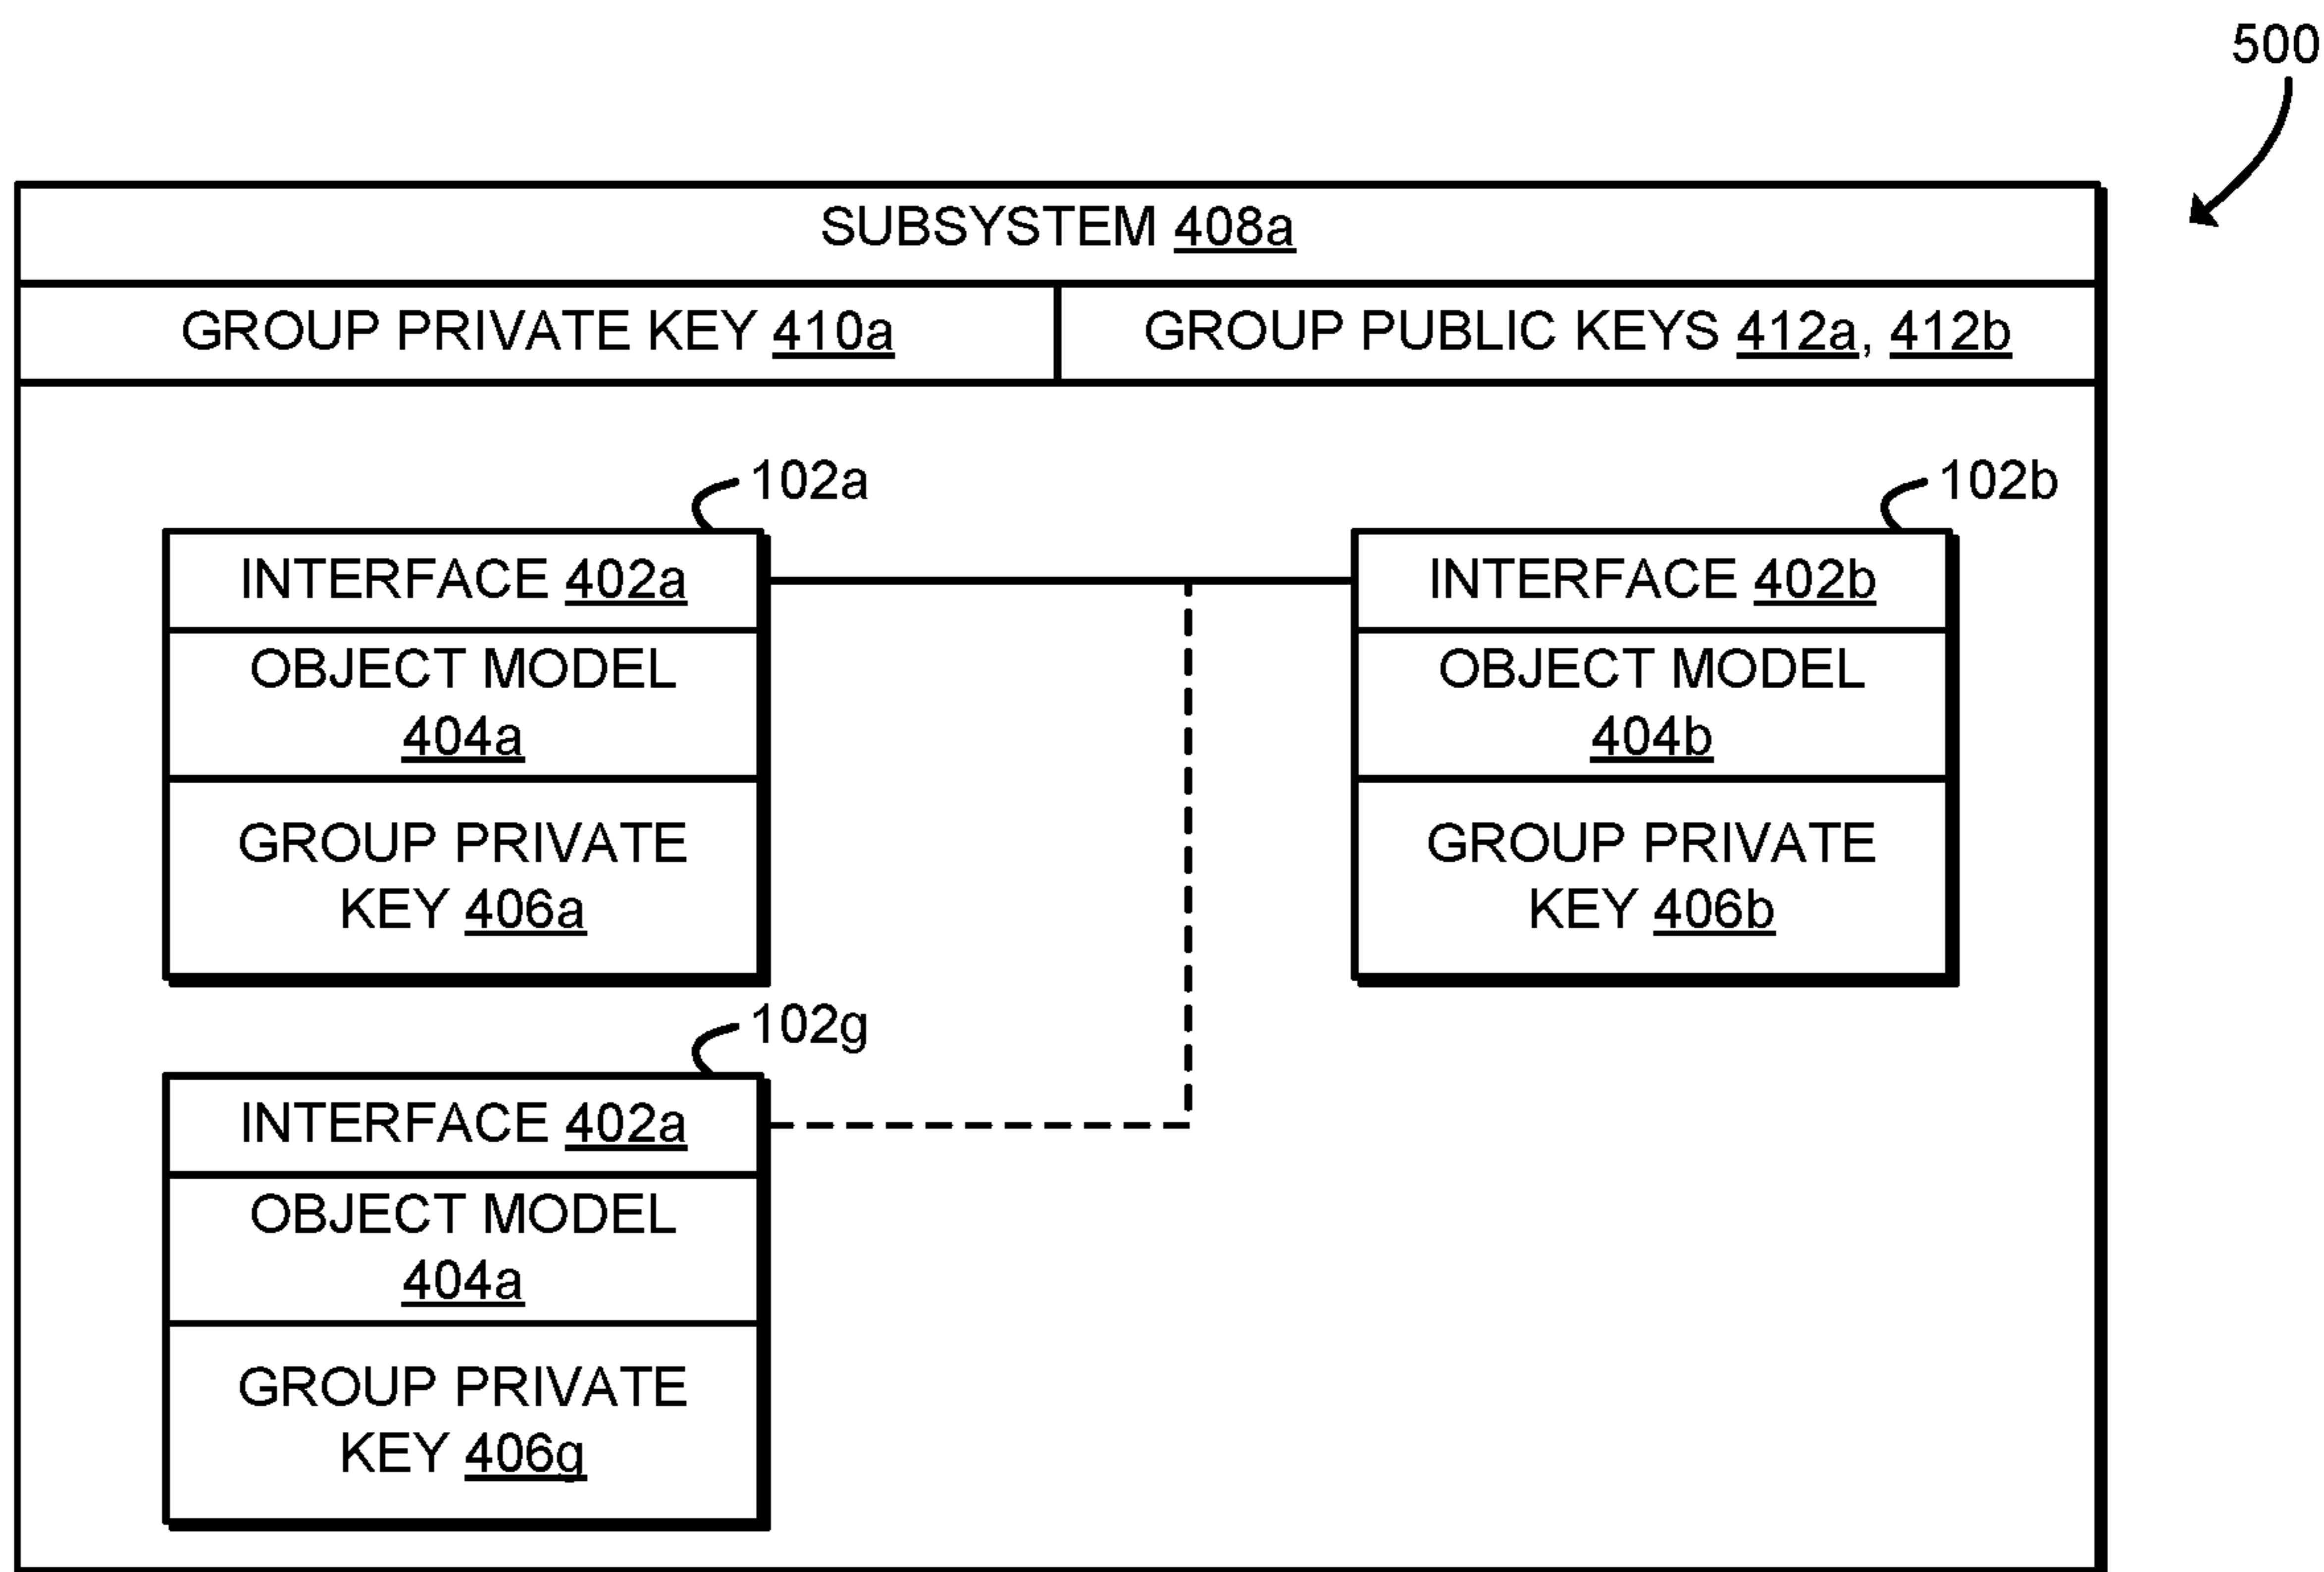 500
SUBSYSTEM 408a
GROUP PRIVATE KEY 410a
GROUP PUBLIC KEYS 412a, 412b
102a
102b
INTERFACE 402a
OBJECT MODEL
404a
GROUP PRIVATE
KEY 406a
INTERFACE 402b
OBJECT MODEL
404b
GROUP PRIVATE
KEY 406b
102g
INTERFACE 402a
OBJECT MODEL
404a
GROUP PRIVATE
KEY 406g